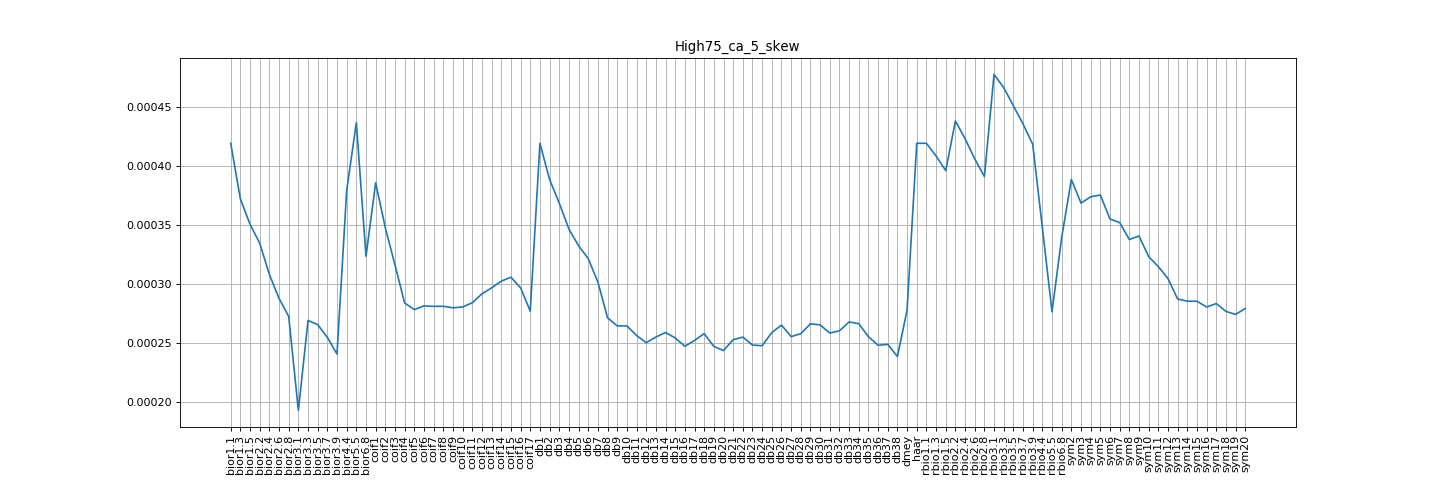 High75_ca_5_skew
0.00045
0.00040
0.00035
0.00030
0.00025
0.00020
bior1.1
bior1.3
bior1.5
bior2.2
bior2.4
bior2.6
bior2.8
bior3.1
bior3.3
bior3.5
bior3.7
bior3.9
bior4.4
bior5.5
bior6.8
coif1
coif2
coif3
coif4
coif5
coif6
coif7
coif8
coif9
coif10
coif11
coif12
coif13
coif14
coif15
coif16
coif17
db1
db2
db3
db4
db5
db6
db7
db8
db9
db10
db11
db12
db13
db14
db15
db16
db17
db18
db19
db20
db21
db22
db23
db24
db25
db26
db27
db28
db29
db30
db31
db32
db33
db34
db35
db36
db37
db38
dmey
haar
rbio1.1
rbio1.3
rbio1.5
rbio2.2
rbio2.4
rbio2.6
rbio2.8
rbio3.1
rbio3.3
rbio3.5
rbio3.7
rbio3.9
rbio4.4
rbio5.5
rbio6.8
sym2
sym3
sym4
sym5
sym6
sym7
sym8
sym9
sym10
sym11
sym12
sym13
sym14
sym15
sym16
sym17
sym18
sym19
sym20